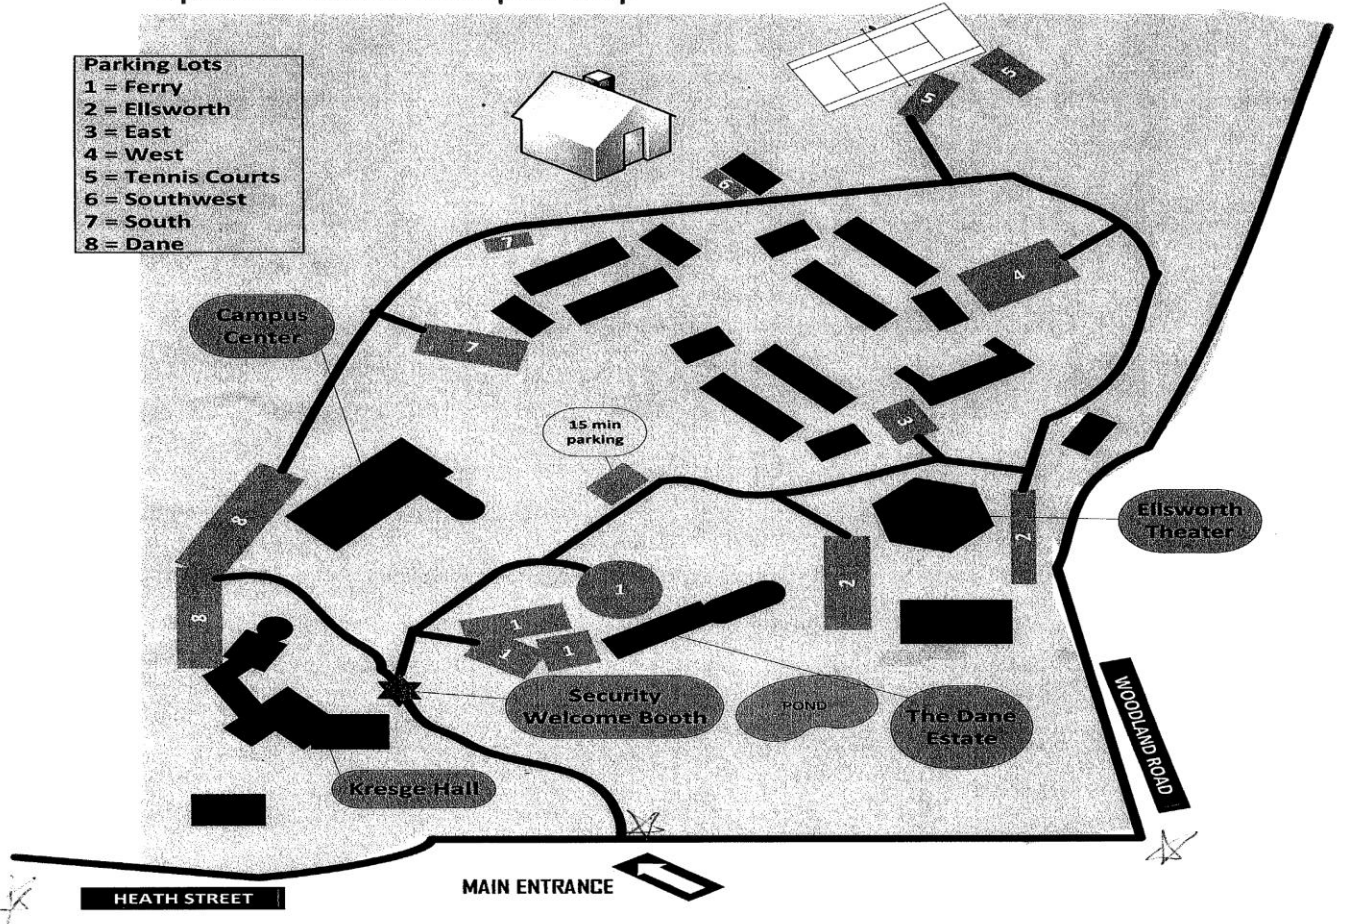 Parking Lots
1 = Ferry
2 = Ellsworth
3 = East
4 = West
5 = Tennis Courts
6 = Southwest
7 = South
8 = Dane
5
5
6
7
4
Campus
Center
7
3
15 min
parking
8
Ellsworth
Theater
2
2
1
8
1
1
1
Security
Welcome Booth
POND
The Dane
Estate
WOODLAND ROAD
Kresge Hall
MAIN ENTRANCE
HEATH STREET